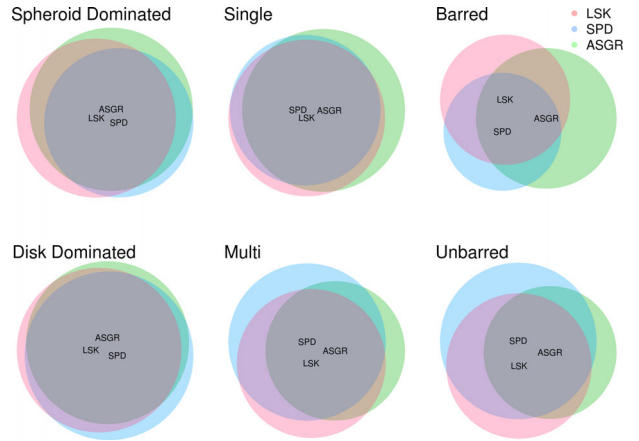 Spheroid Dominated
Single
Barred
LSK
SPD
ASGR
ASGR
LSK SPD
SPD ASGR
LSK
LSK
ASGR
SPD
Disk Dominated
Multi
Unbarred
ASGR
LSK SPD
SPD
ASGR
LSK
SPD
ASGR
LSK